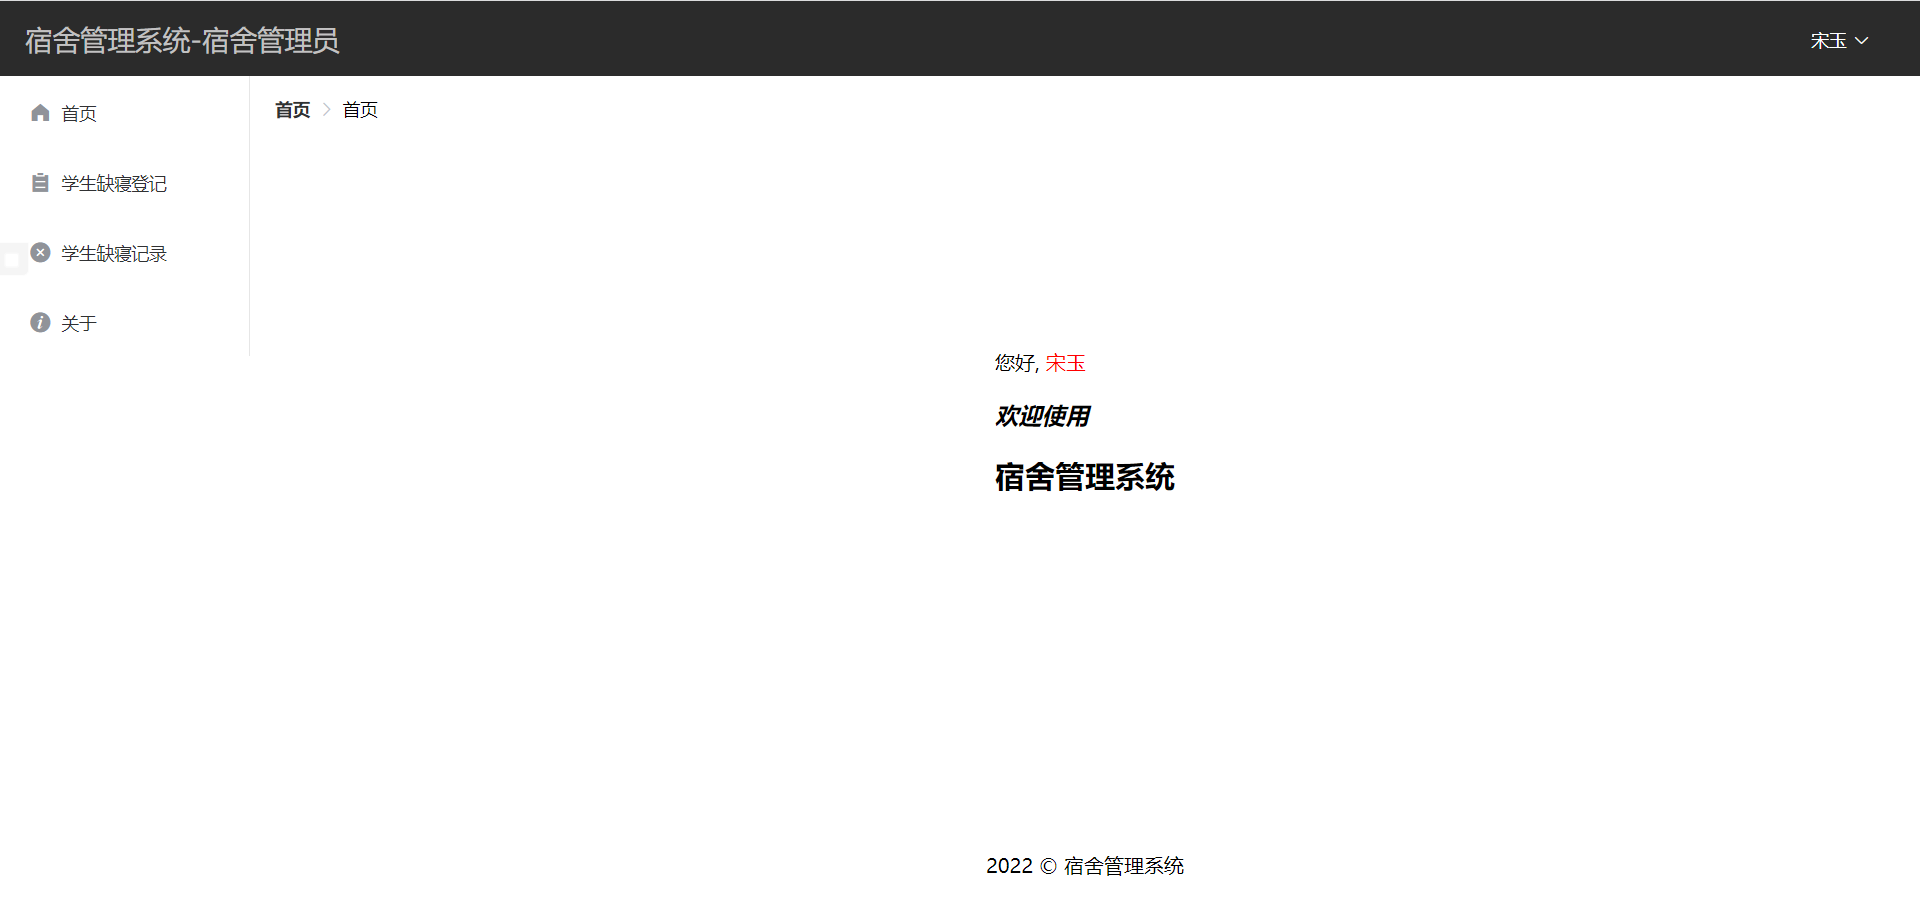 宿舍管理系统-宿舍管理员
宋玉
首页
学生缺寝登记
学生缺寝记录
关于
首页 > 首页
您好, 宋玉
欢迎使用
宿舍管理系统
2022 © 宿舍管理系统